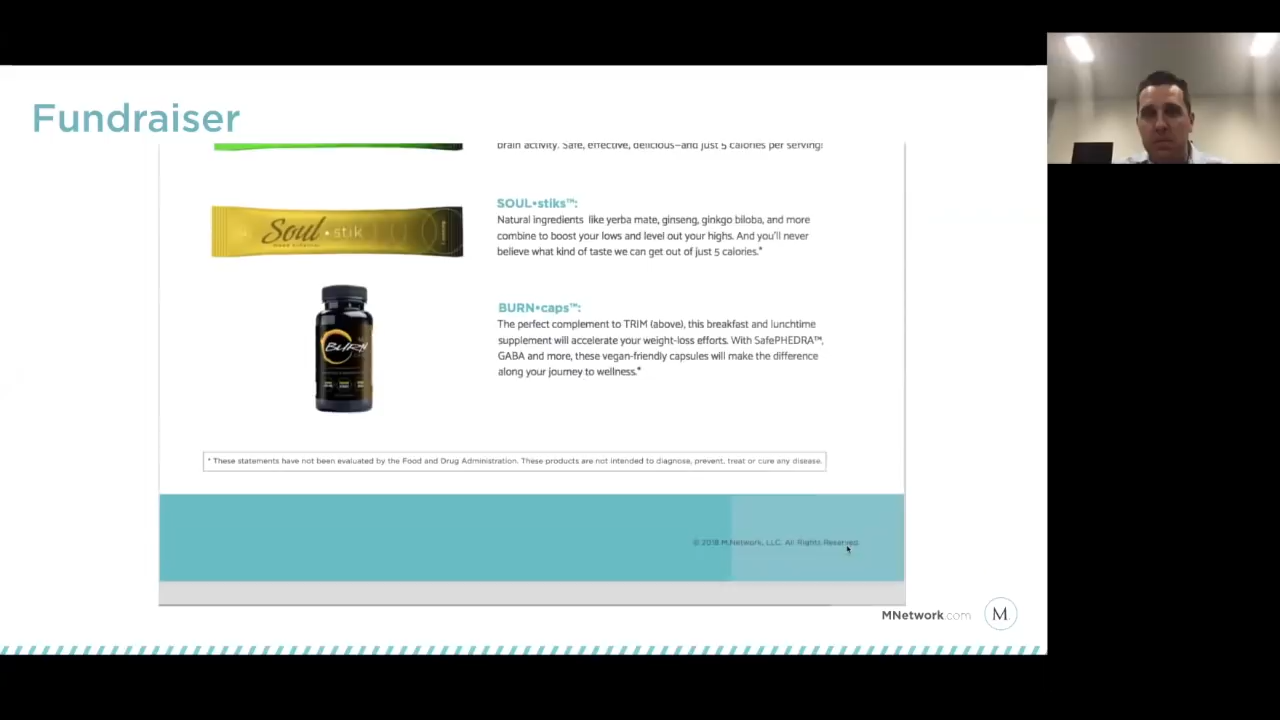 Fundraiser
brain activity. Safe, effective, delicious—and just 5 calories per serving!
SOUL•stiks™:
Natural ingredients like yerba mate, ginseng, ginkgo biloba, and more
combine to boost your lows and level out your highs. And you'll never
believe what kind of taste we can get out of just 5 calories.*
Soul•stik
BURN•caps™:
The perfect complement to TRIM (above), this breakfast and lunchtime
supplement will accelerate your weight-loss efforts. With SafePHEDRA™,
GABA and more, these vegan-friendly capsules will make the difference
along your journey to wellness.*
BURN
* These statements have not been evaluated by the Food and Drug Administration. These products are not intended to diagnose, prevent, treat or cure any disease.
© 2018 M.Network, LLC. All Rights Reserved.
MNetwork.com
M.